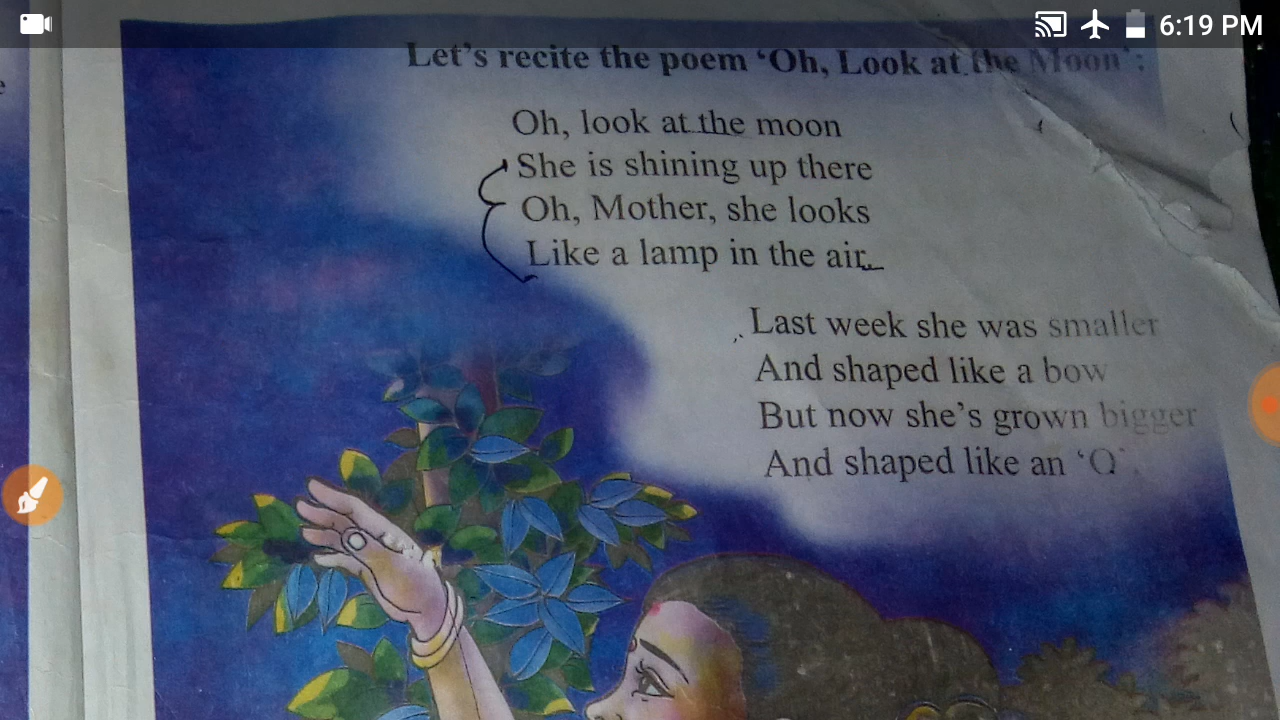 6:19 PM
Let's recite the poem 'Oh, Look at the Moon':
Oh, look at the moon
She is shining up there
Oh, Mother, she looks
Like a lamp in the air.
Last week she was smaller
And shaped like a bow
But now she's grown bigger
And shaped like an 'O'.